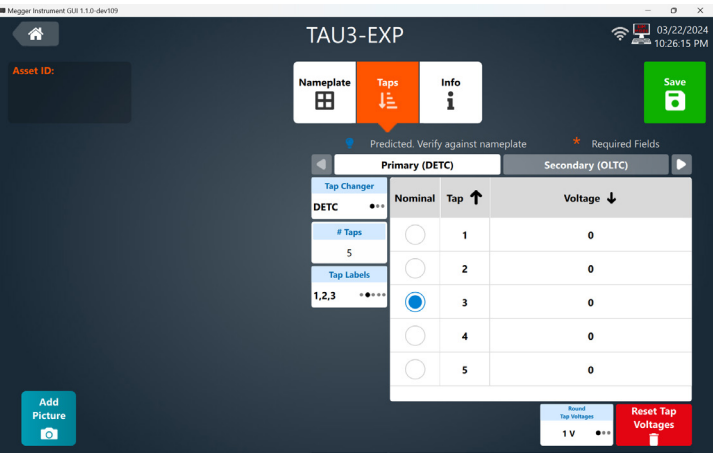 Megger Instrument GUI 1.1.0-dev109
TAU3-EXP
03/22/2024
10:26:15 PM
Asset ID:
Nameplate
Taps
Info
Save
Predicted. Verify against nameplate
* Required Fields
Primary (DETC)
Secondary (OLTC)
Tap Changer
DETC
# Taps
5
Tap Labels
1,2,3
Nominal Tap Voltage
1 0
2 0
3 0
4 0
5 0
Add
Picture
Round
Tap Voltages
1 V
Reset Tap
Voltages